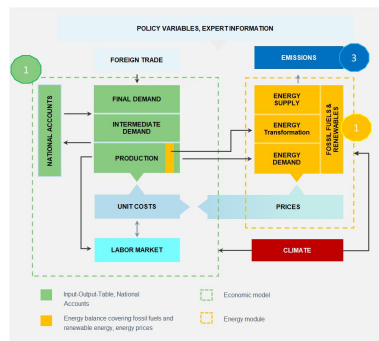 POLICY VARIABLES, EXPERT INFORMATION
FOREIGN TRADE
EMISSIONS
3
1
NATIONAL ACCOUNTS
FINAL DEMAND
INTERMEDIATE
DEMAND
PRODUCTION
ENERGY
SUPPLY
ENERGY
Transformation
ENERGY
DEMAND
FOSSIL FUELS &
RENEWABLES
1
UNIT COSTS
PRICES
LABOR MARKET
CLIMATE
Input-Output-Table, National
Accounts
Economic model
Energy balance covering fossil fuels and
renewable energy, energy prices
Energy module